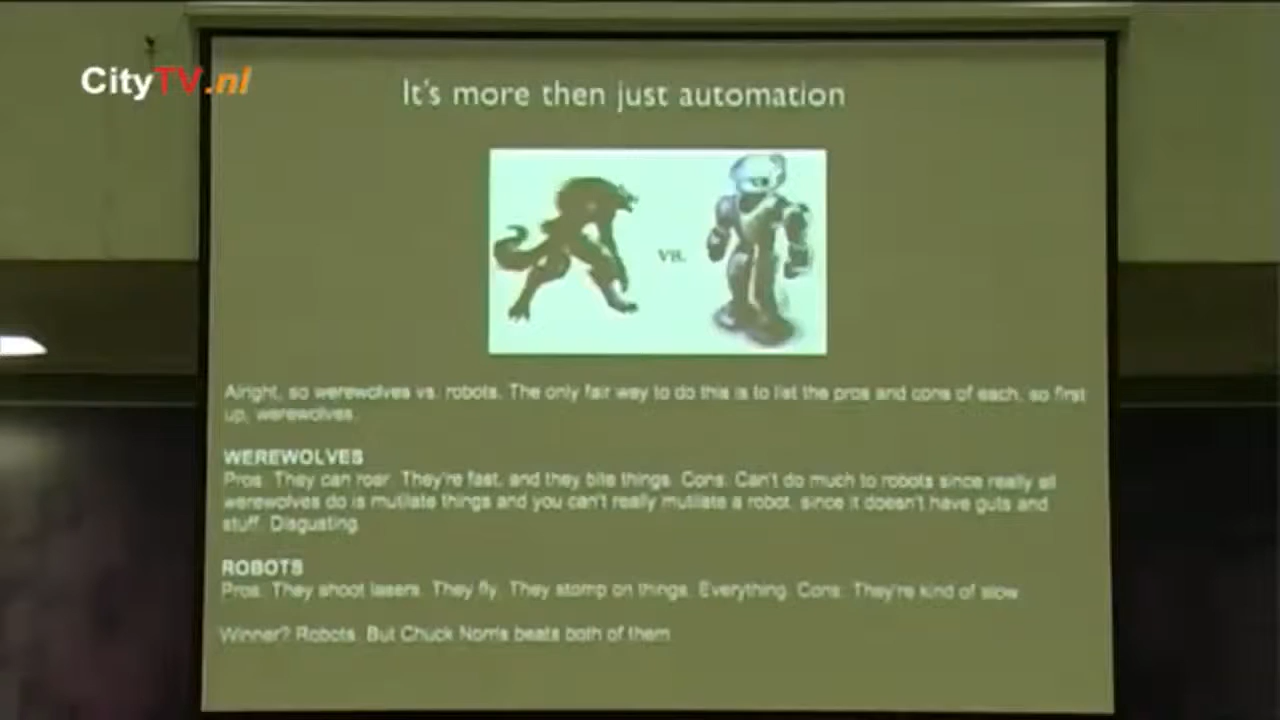 CityTV.nl
It's more then just automation
vs.
Alright, so werewolves vs. robots. The only fair way to do this is to list the pros and cons of each, so first
up, werewolves.
WEREWOLVES
Pros: They can roar. They're fast, and they bite things. Cons: Can't do much to robots since really all
werewolves do is mutilate things and you can't really mutilate a robot, since it doesn't have guts and
stuff. Disgusting.
ROBOTS
Pros: They shoot lasers. They fly. They stomp on things. Everything. Cons: They're kind of slow.
Winner? Robots. But Chuck Norris beats both of them.